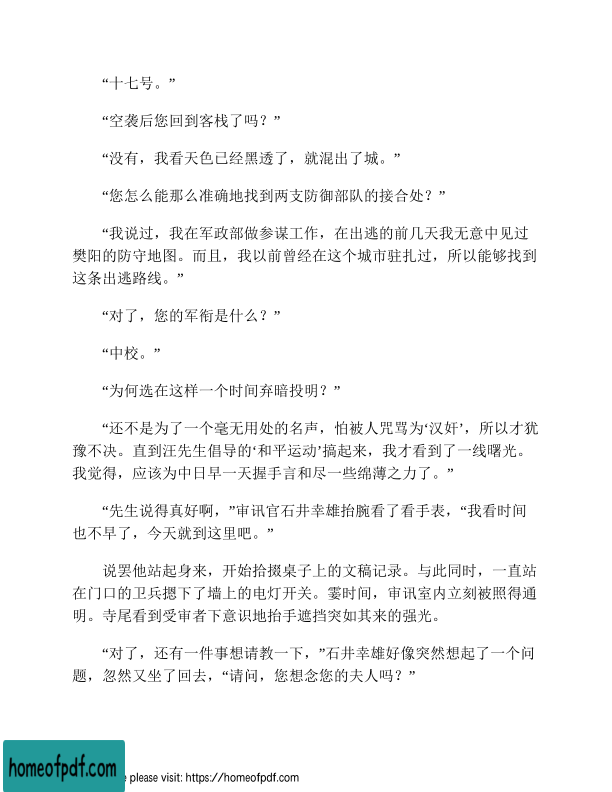 “十七号。”
“空袭后您回到客栈了吗？”
“没有，我看天色已经黑透了，就混出了城。”
“您怎么能那么准确地找到两支防御部队的接合处？”
“我说过，我在军政部做参谋工作，在出逃的前几天我无意中见过
樊阳的防守地图。而且，我以前曾经在这个城市驻扎过，所以能够找到
这条出逃路线。”
“对了，您的军衔是什么？”
“中校。”
“为何选在这样一个时间弃暗投明？”
“还不是为了一个毫无用处的名声，怕被人咒骂为‘汉奸’，所以才犹
豫不决。直到汪先生倡导的‘和平运动’搞起来，我才看到了一线曙光。
我觉得，应该为中日早一天握手言和尽一些绵薄之力了。”
“先生说得真好啊，”审讯官石井幸雄抬腕看了看手表，“我看时间
也不早了，今天就到这里吧。”
说罢他站起身来，开始拾掇桌子上的文稿记录。与此同时，一直站
在门口的卫兵摁下了墙上的电灯开关。霎时间，审讯室内立刻被照得通
明。寺尾看到受审者下意识地抬手遮挡突如其来的强光。
“对了，还有一件事想请教一下，”石井幸雄好像突然想起了一个问
题，忽然又坐了回去，“请问，您想念您的夫人吗？”
homeofpdf.com
e please visit: https://homeofpdf.com